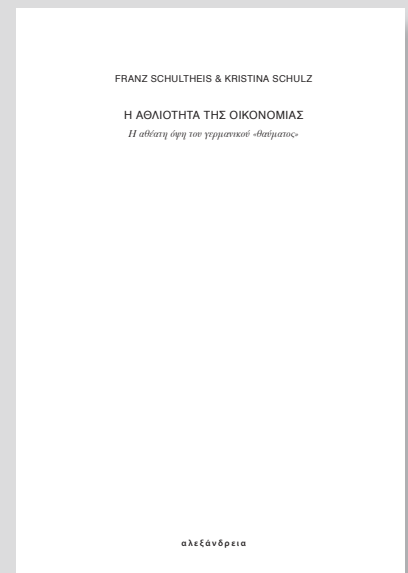 FRANZ SCHULTHEIS & KRISTINA SCHULZ
Η ΑΘΛΙΟΤΗΤΑ ΤΗΣ ΟΙΚΟΝΟΜΙΑΣ
Η αθέατη όψη του γερμανικού «θαύματος»
αλεξάνδρεια